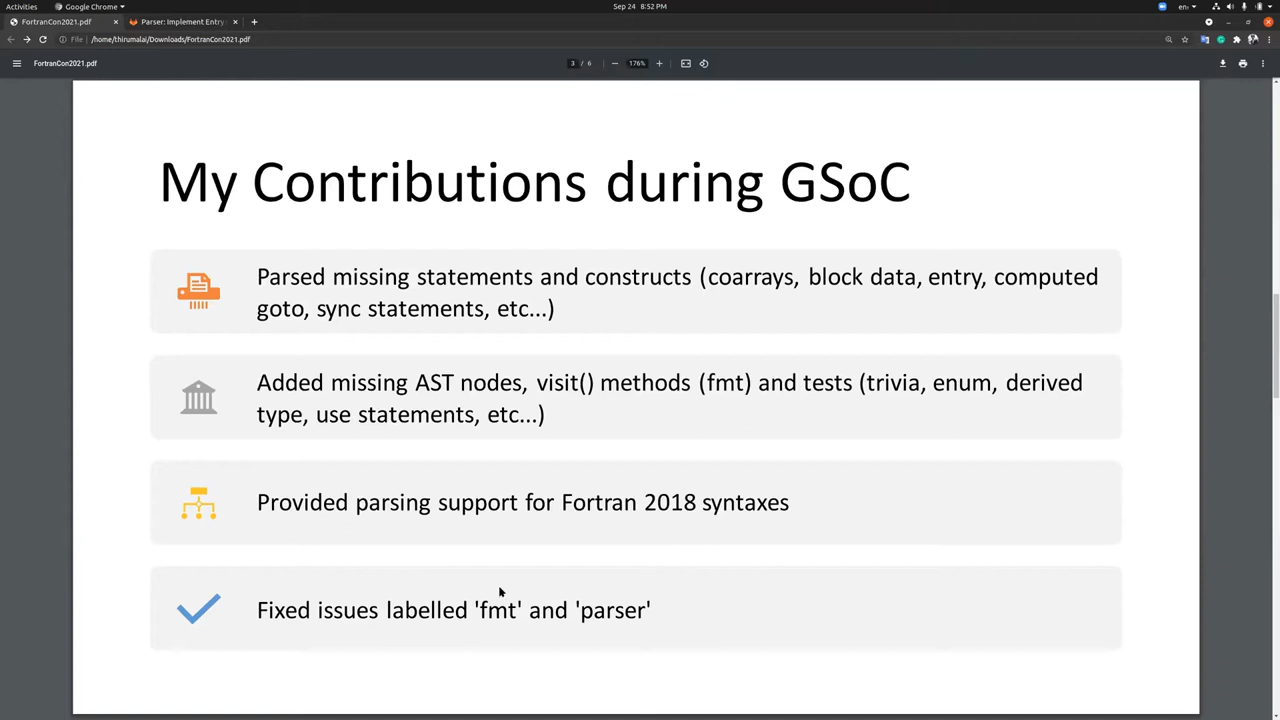 Activities
Google Chrome
Sep 24 8:52 PM
en
FortranCon2021.pdf
Parser: Implement Entry
File
/home/thirumalai/Downloads/FortranCon2021.pdf
FortranCon2021.pdf
3 / 6
176%
My Contributions during GSoC
Parsed missing statements and constructs (coarrays, block data, entry, computed
goto, sync statements, etc...)
Added missing AST nodes, visit() methods (fmt) and tests (trivia, enum, derived
type, use statements, etc...)
Provided parsing support for Fortran 2018 syntaxes
Fixed issues labelled 'fmt' and 'parser'